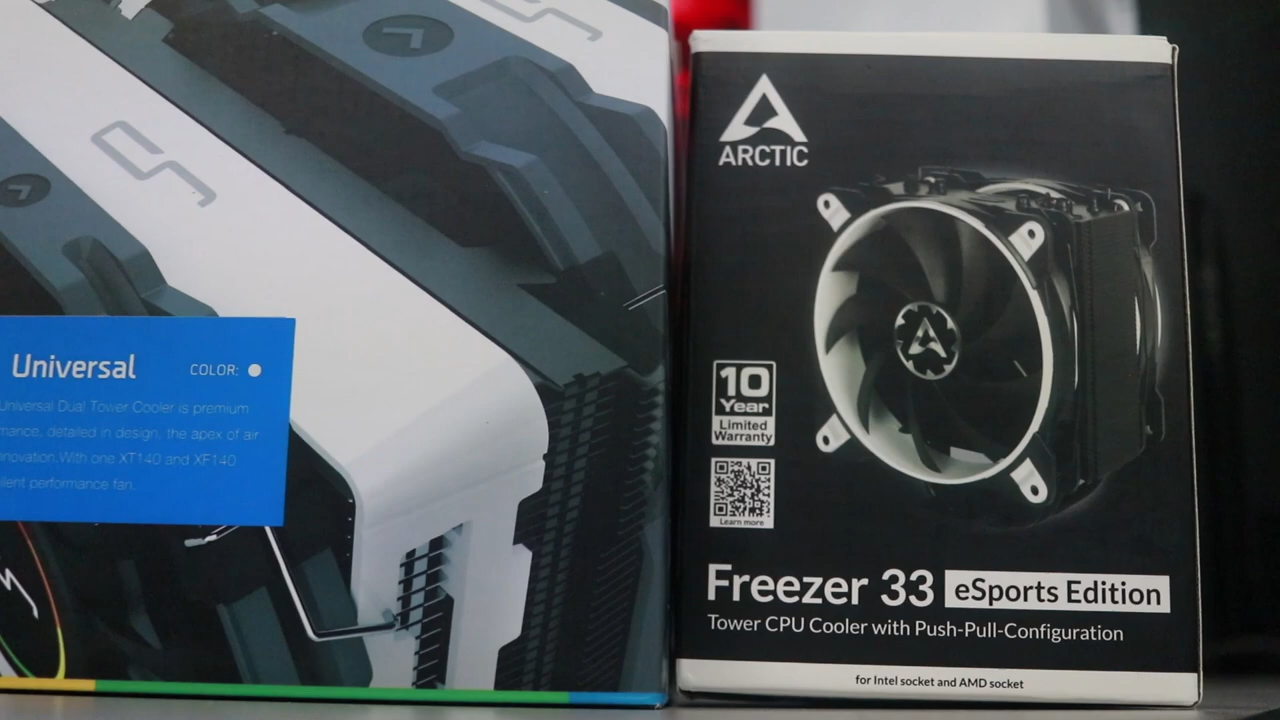 Universal
COLOR:
Universal Dual Tower Cooler is premium
mance, detailed in design, the apex of air
nnovation.With one XT140 and XF140
ilent performance fan.
ARCTIC
10
Year
Limited
Warranty
Learn more
Freezer 33 eSports Edition
Tower CPU Cooler with Push-Pull-Configuration
for Intel socket and AMD socket